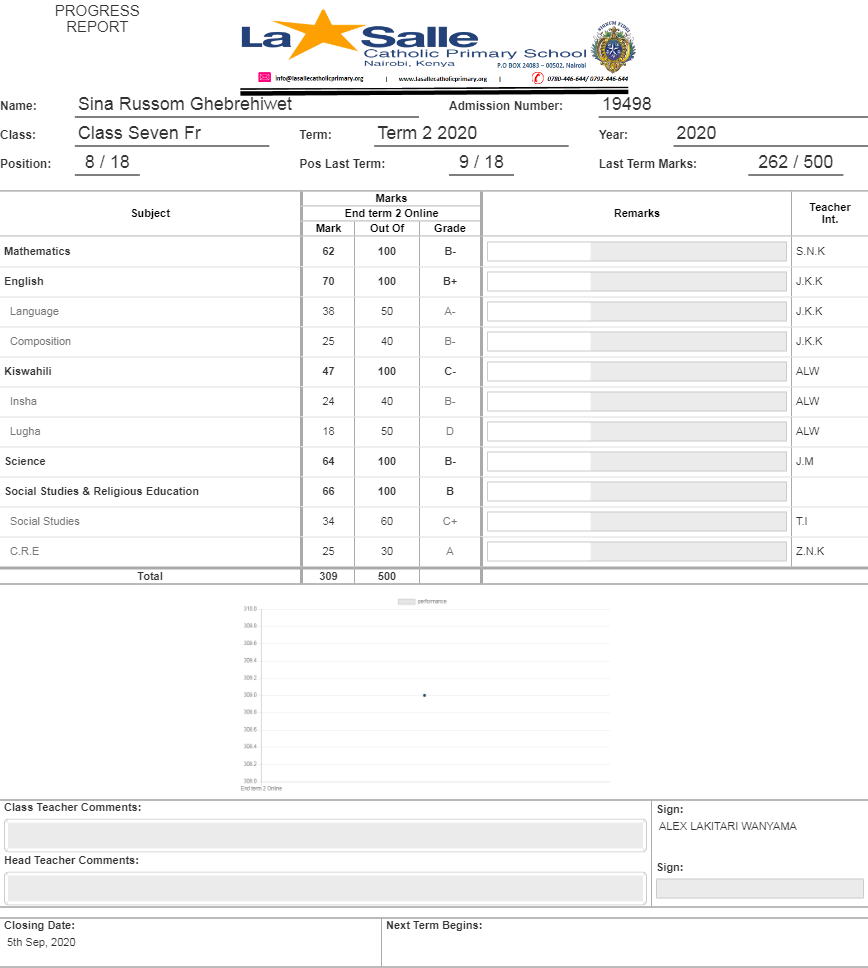 PROGRESS
REPORT
La Salle
Catholic Primary School
Nairobi, Kenya
P.O BOX 24083 – 00502, Nairobi
info@lasallecatholicprimary.org | www.lasallecatholicprimary.org | 0780-446-644/ 0792-446-644
Name: Sina Russom Ghebrehiwet Admission Number: 19498
Class: Class Seven Fr Term: Term 2 2020 Year: 2020
Position: 8 / 18 Pos Last Term: 9 / 18 Last Term Marks: 262 / 500
Subject Marks Remarks Teacher Int.
End term 2 Online
Mark Out Of Grade
Mathematics 62 100 B- S.N.K
English 70 100 B+ J.K.K
Language 38 50 A- J.K.K
Composition 25 40 B- J.K.K
Kiswahili 47 100 C- ALW
Insha 24 40 B- ALW
Lugha 18 50 D ALW
Science 64 100 B- J.M
Social Studies & Religious Education 66 100 B
Social Studies 34 60 C+ T.I
C.R.E 25 30 A Z.N.K
Total 309 500
performance
310.0
309.8
309.6
309.4
309.2
309.0
308.8
308.6
308.4
308.2
308.0
End term 2 Online
Class Teacher Comments:
Sign:
ALEX LAKITARI WANYAMA
Head Teacher Comments:
Sign:
Closing Date:
5th Sep, 2020
Next Term Begins: